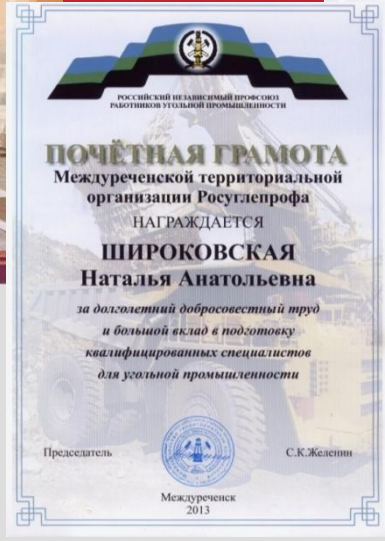 РОССИЙСКИЙ НЕЗАВИСИМЫЙ ПРОФСОЮЗ
РАБОТНИКОВ УГОЛЬНОЙ ПРОМЫШЛЕННОСТИ
ПОЧЁТНАЯ ГРАМОТА
Междуреченской территориальной
организации Росуглепрофа
НАГРАЖДАЕТСЯ
ШИРОКОВСКАЯ
Наталья Анатольевна
за долголетний добросовестный труд
и большой вклад в подготовку
квалифицированных специалистов
для угольной промышленности
Председатель С.К.Желенин
Междуреченск
2013